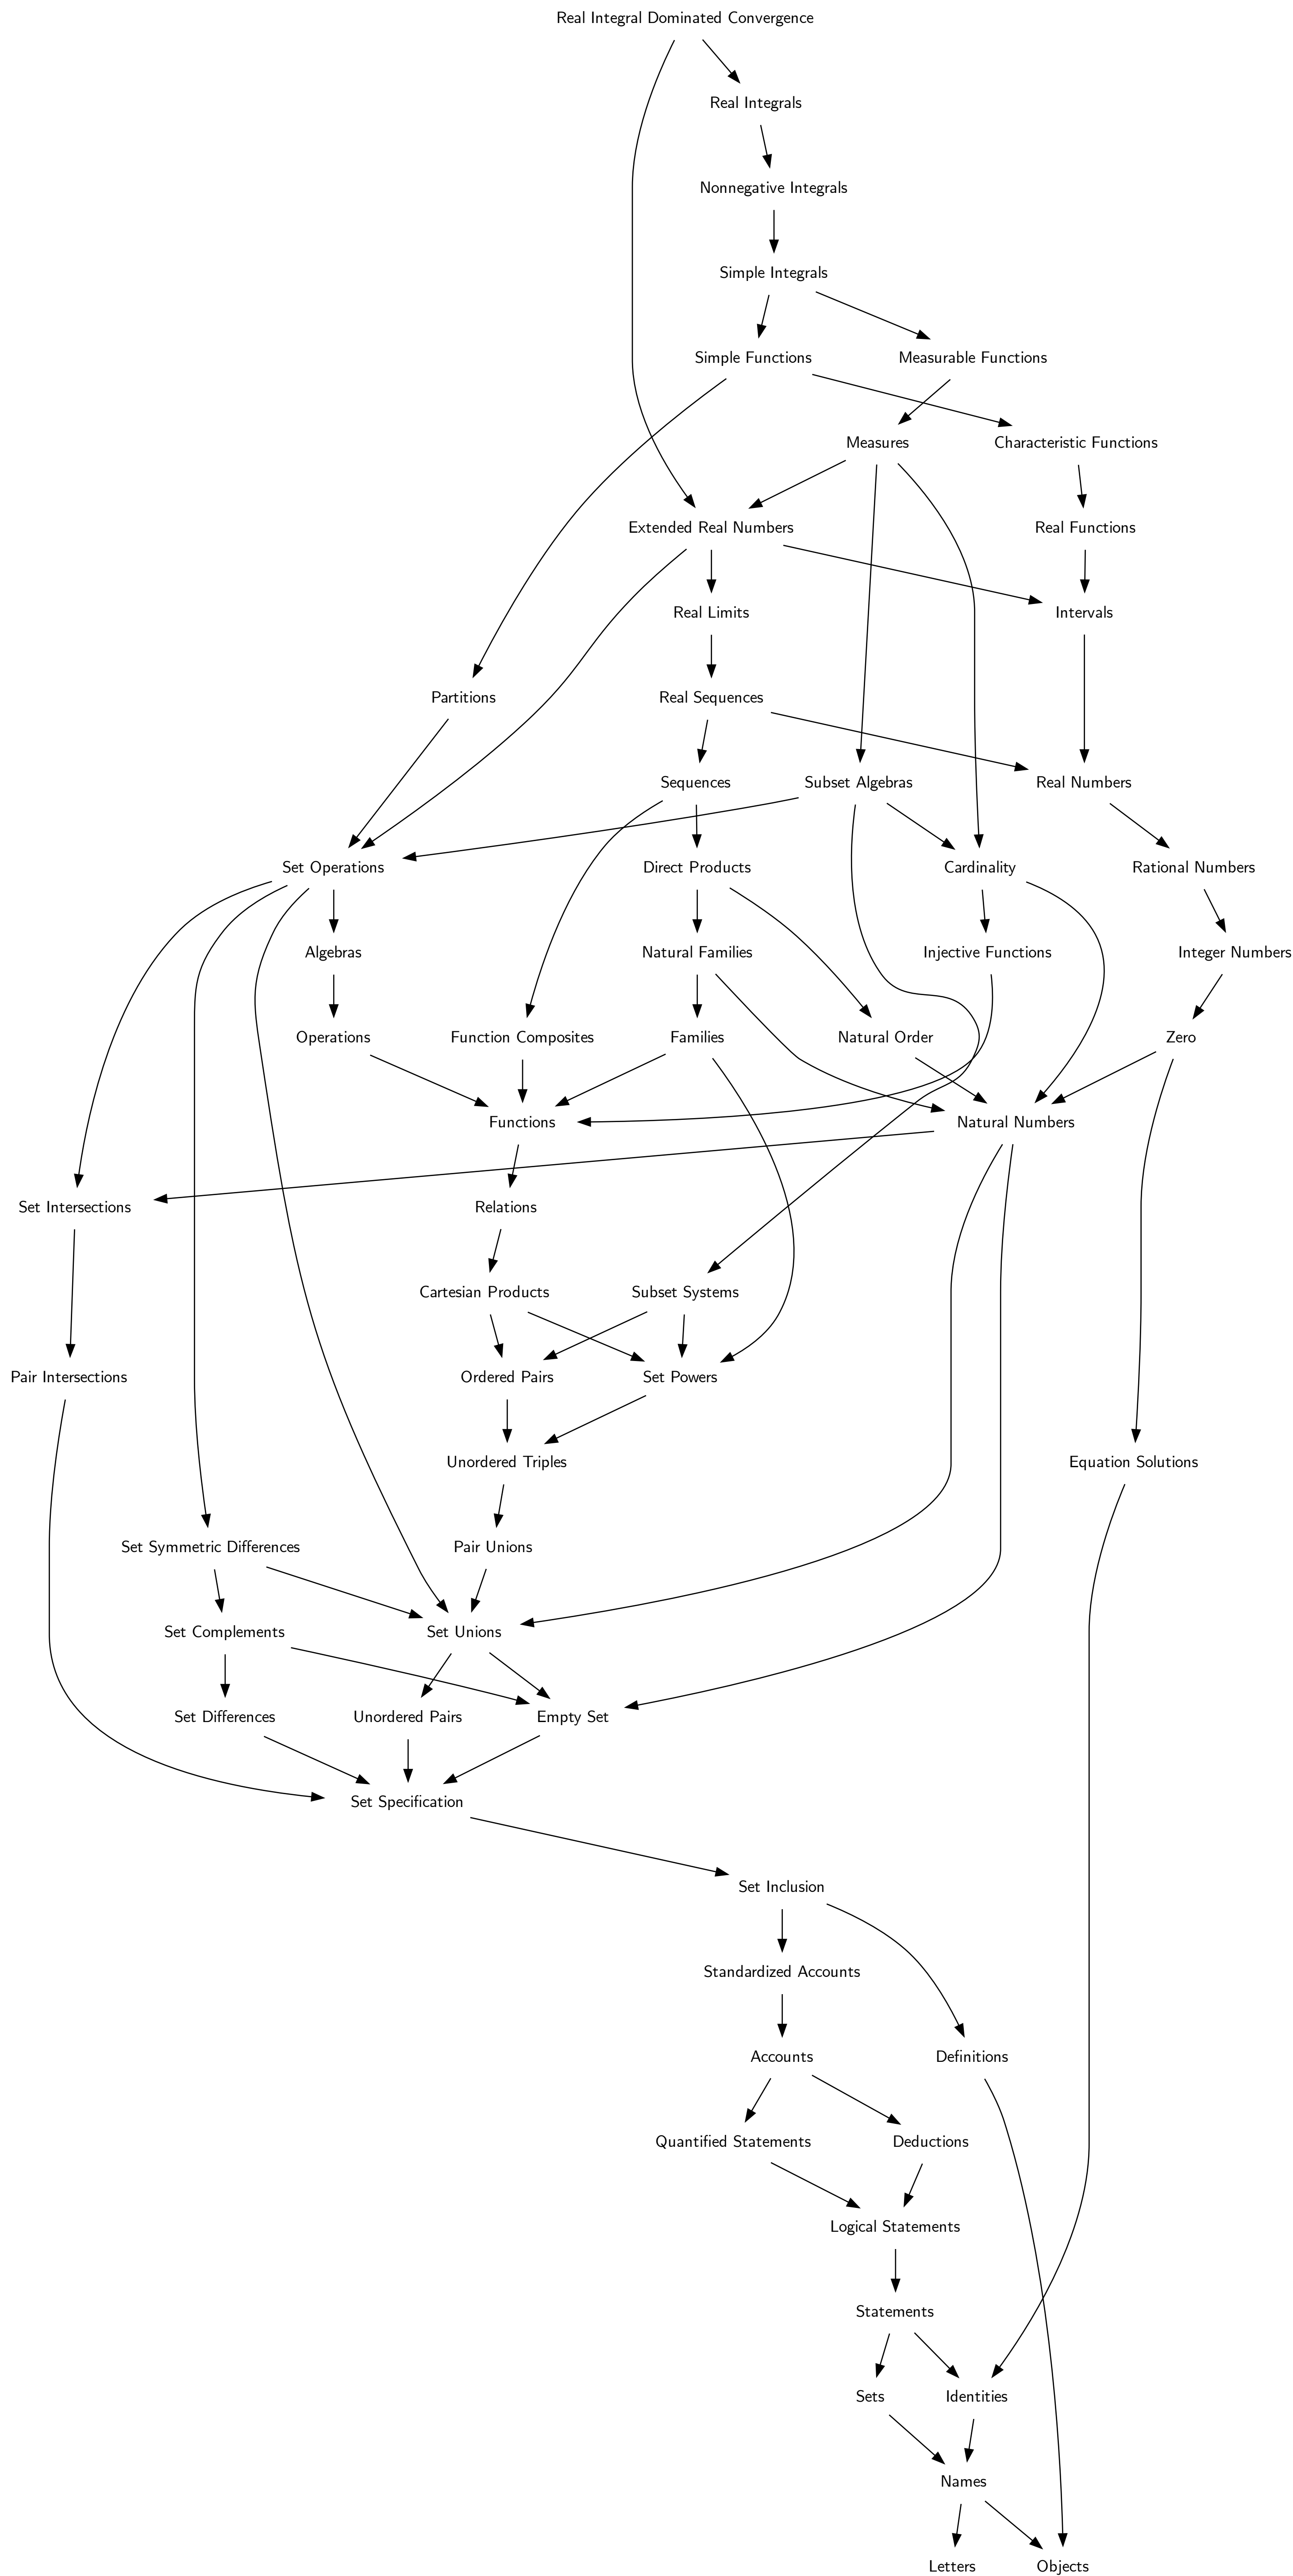 Real Integral Dominated Convergence
Real Integrals
Nonnegative Integrals
Simple Integrals
Simple Functions
Measurable Functions
Measures
Characteristic Functions
Extended Real Numbers
Real Functions
Real Limits
Intervals
Partitions
Real Sequences
Sequences
Subset Algebras
Real Numbers
Set Operations
Direct Products
Cardinality
Rational Numbers
Algebras
Natural Families
Injective Functions
Integer Numbers
Operations
Function Composites
Families
Natural Order
Zero
Functions
Natural Numbers
Set Intersections
Relations
Cartesian Products
Subset Systems
Pair Intersections
Ordered Pairs
Set Powers
Unordered Triples
Equation Solutions
Set Symmetric Differences
Pair Unions
Set Complements
Set Unions
Set Differences
Unordered Pairs
Empty Set
Set Specification
Set Inclusion
Standardized Accounts
Accounts
Definitions
Quantified Statements
Deductions
Logical Statements
Statements
Sets
Identities
Names
Letters
Objects